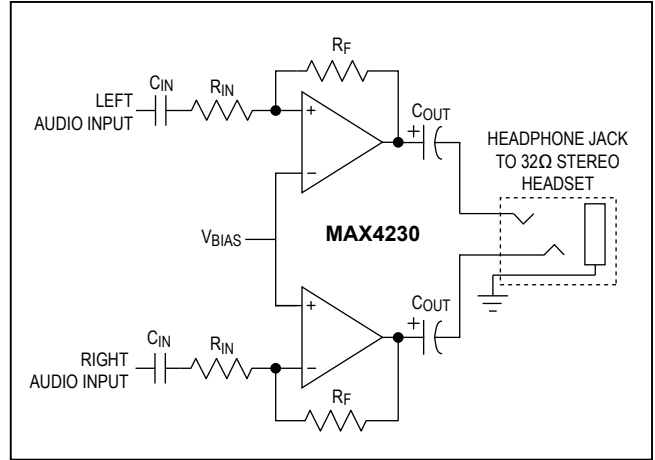 RF
CIN
RIN
LEFT
AUDIO INPUT
+
−
+
COUT
HEADPHONE JACK
TO 32Ω STEREO
HEADSET
VBIAS
MAX4230
+
−
+
COUT
CIN
RIN
RIGHT
AUDIO INPUT
RF